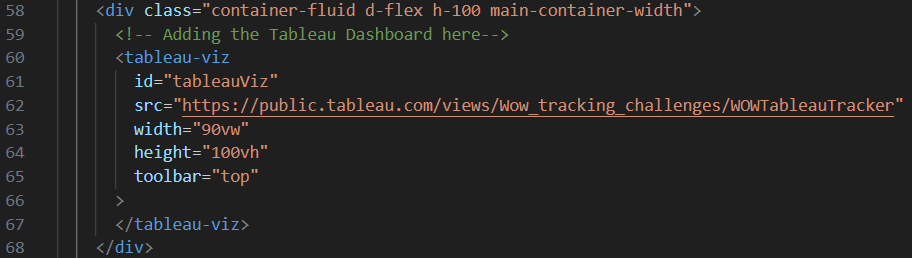 58 <div class="container-fluid d-flex h-100 main-container-width">
59 <!-- Adding the Tableau Dashboard here-->
60 <tableau-viz
61 id="tableauViz"
62 src="https://public.tableau.com/views/Wow_tracking_challenges/WOWTableauTracker"
63 width="90vw"
64 height="100vh"
65 toolbar="top"
66 >
67 </tableau-viz>
68 </div>